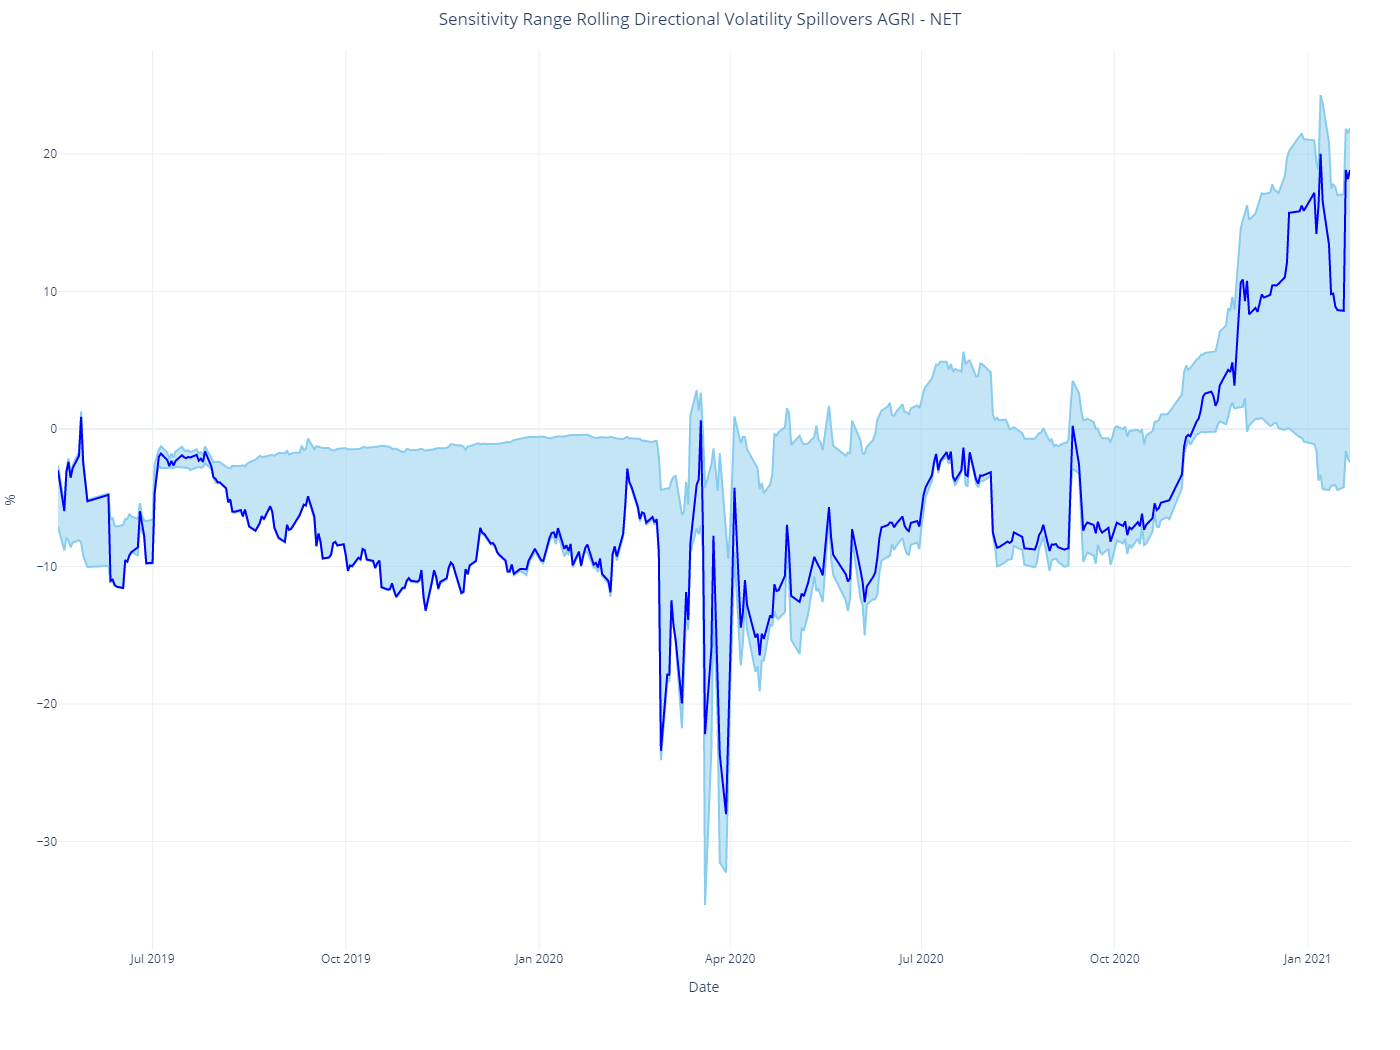 Sensitivity Range Rolling Directional Volatility Spillovers AGRI - NET
20
10
0
−10
−20
−30
%
Jul 2019
Oct 2019
Jan 2020
Apr 2020
Jul 2020
Oct 2020
Jan 2021
Date